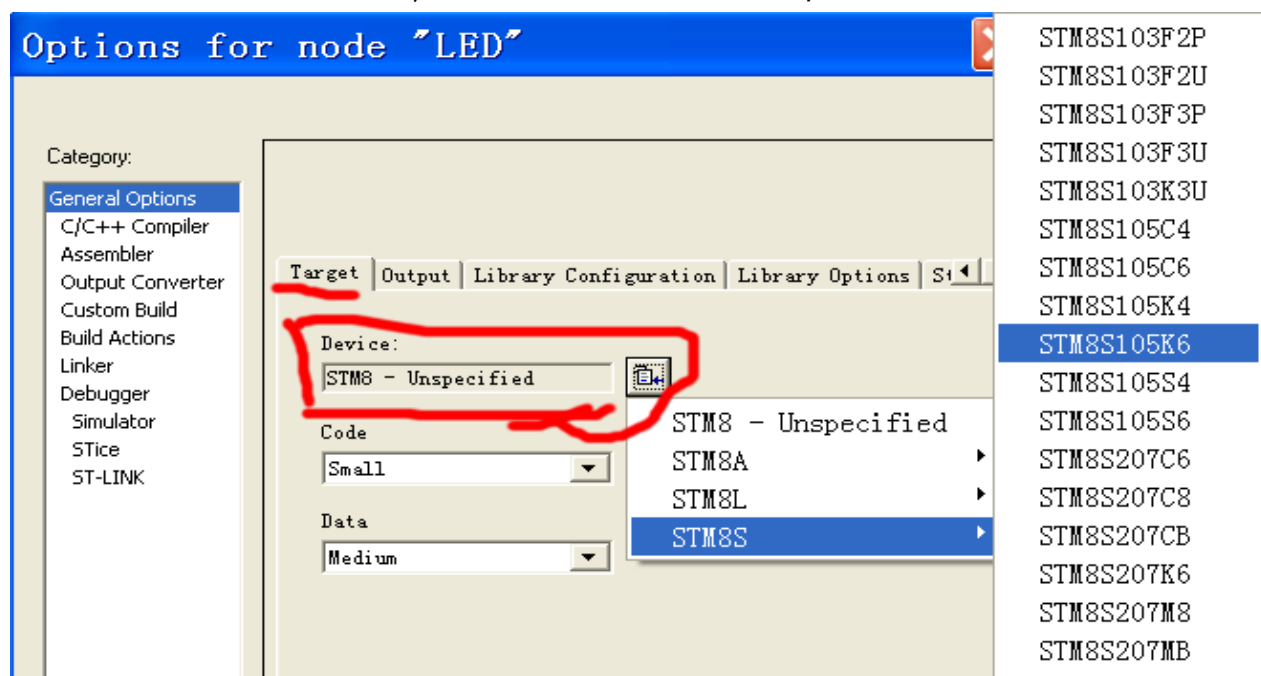 Options for node "LED"
Category:
General Options
C/C++ Compiler
Assembler
Output Converter
Custom Build
Build Actions
Linker
Debugger
Simulator
STice
ST-LINK
Target
Output
Library Configuration
Library Options
St
Device:
STM8 - Unspecified
Code
Small
Data
Medium
STM8 - Unspecified
STM8A
STM8L
STM8S
STM8S103F2P
STM8S103F2U
STM8S103F3P
STM8S103F3U
STM8S103K3U
STM8S105C4
STM8S105C6
STM8S105K4
STM8S105K6
STM8S105S4
STM8S105S6
STM8S207C6
STM8S207C8
STM8S207CB
STM8S207K6
STM8S207M8
STM8S207MB